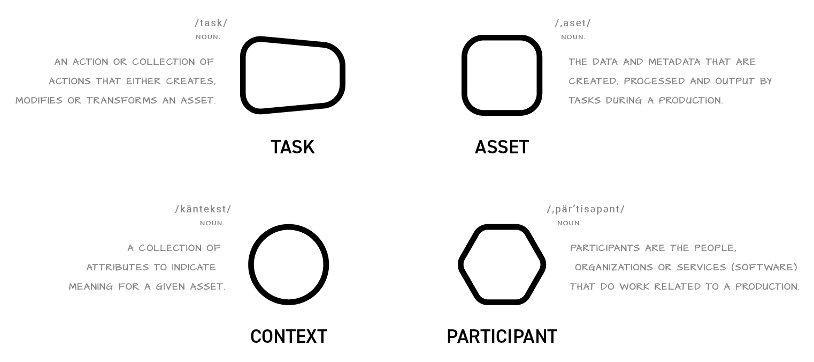 /task/
NOUN.
AN ACTION OR COLLECTION OF
ACTIONS THAT EITHER CREATES,
MODIFIES OR TRANSFORMS AN ASSET.
TASK
/ˌaset/
NOUN.
THE DATA AND METADATA THAT ARE
CREATED, PROCESSED AND OUTPUT BY
TASKS DURING A PRODUCTION.
ASSET
/käntekst/
NOUN.
A COLLECTION OF
ATTRIBUTES TO INDICATE
MEANING FOR A GIVEN ASSET.
CONTEXT
/ˌpärˈtisəpənt/
NOUN
PARTICIPANTS ARE THE PEOPLE,
ORGANIZATIONS OR SERVICES (SOFTWARE)
THAT DO WORK RELATED TO A PRODUCTION.
PARTICIPANT